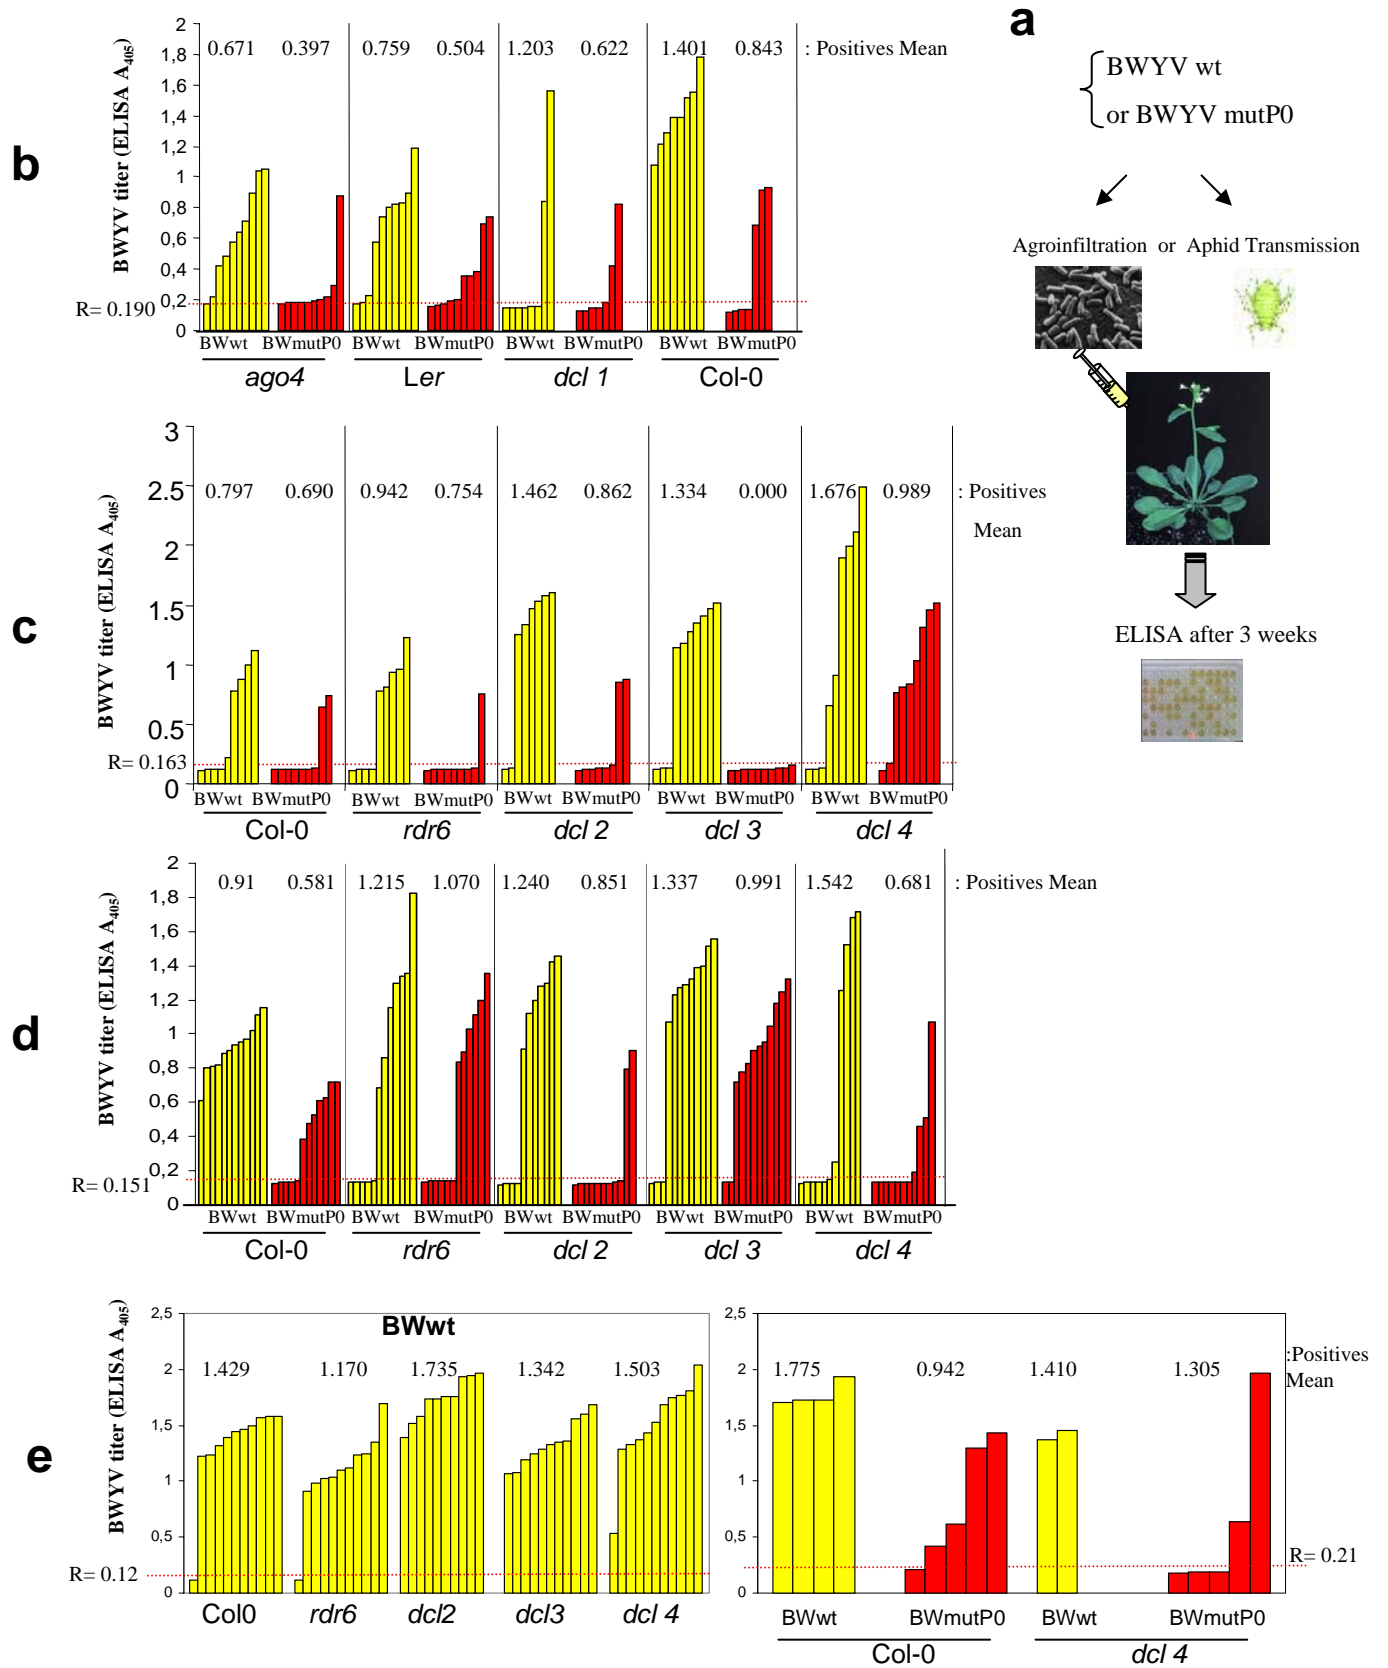 a
BWYV wt
or BWYV mutP0
Agroinfiltration or Aphid Transmission
ELISA after 3 weeks
b
BWYV titer (ELISA A405)
2
1,8
1,6
1,4
1,2
1
0,8
0,6
0,4
0,2
0
R= 0.190
0.671 0.397 0.759 0.504 1.203 0.622 1.401 0.843 : Positives Mean
BWwt BWmutP0 BWwt BWmutP0 BWwt BWmutP0 BWwt BWmutP0
ago4 Ler dcl 1 Col-0
c
BWYV titer (ELISA A405)
3
2.5
2
1.5
1
0.5
0
R= 0.163
0.797 0.690 0.942 0.754 1.462 0.862 1.334 0.000 1.676 0.989 : Positives
Mean
BWwt BWmutP0 BWwt BWmutP0 BWwt BWmutP0 BWwt BWmutP0 BWwt BWmutP0
Col-0 rdr6 dcl 2 dcl 3 dcl 4
d
BWYV titer (ELISA A405)
2
1,8
1,6
1,4
1,2
1
0,8
0,6
0,4
0,2
0
R= 0.151
0.91 0.581 1.215 1.070 1.240 0.851 1.337 0.991 1.542 0.681 : Positives Mean
BWwt BWmutP0 BWwt BWmutP0 BWwt BWmutP0 BWwt BWmutP0 BWwt BWmutP0
Col-0 rdr6 dcl 2 dcl 3 dcl 4
e
BWYV titer (ELISA A405)
2,5
2
1,5
1
0,5
0
R= 0.12
BWwt
1.429 1.170 1.735 1.342 1.503
Col0 rdr6 dcl2 dcl3 dcl 4
2,5
2
1,5
1
0,5
0
1.775 0.942 1.410 1.305 :Positives
Mean
R= 0.21
BWwt BWmutP0 BWwt BWmutP0
Col-0 dcl 4